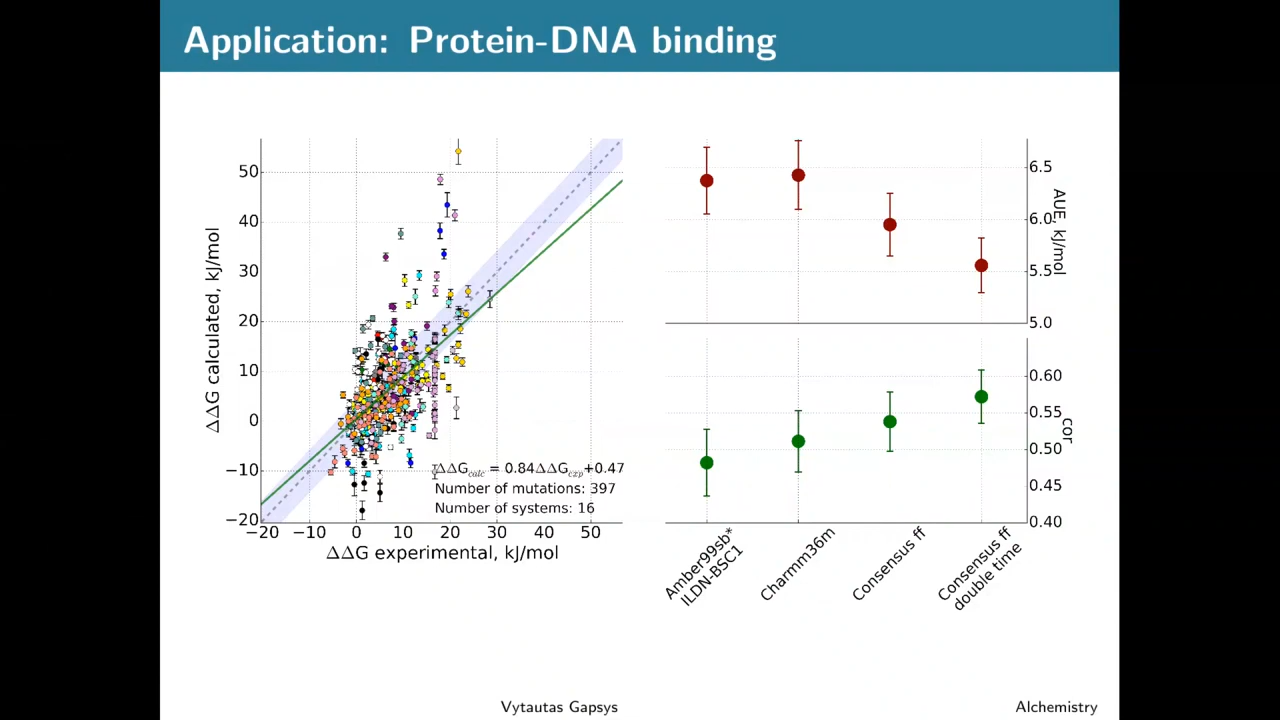 Application: Protein-DNA binding
ΔΔG calculated, kJ/mol
50
40
30
20
10
0
−10
−20
ΔΔG_calc = 0.84ΔΔG_exp+0.47
Number of mutations: 397
Number of systems: 16
−20 −10 0 10 20 30 40 50
ΔΔG experimental, kJ/mol
6.5
6.0
5.5
5.0
AUE, kJ/mol
0.60
0.55
0.50
0.45
0.40
cor
Amber99sb*
ILDN-BSC1
Charmm36m
Consensus ff
Consensus ff
double time
Vytautas Gapsys
Alchemistry